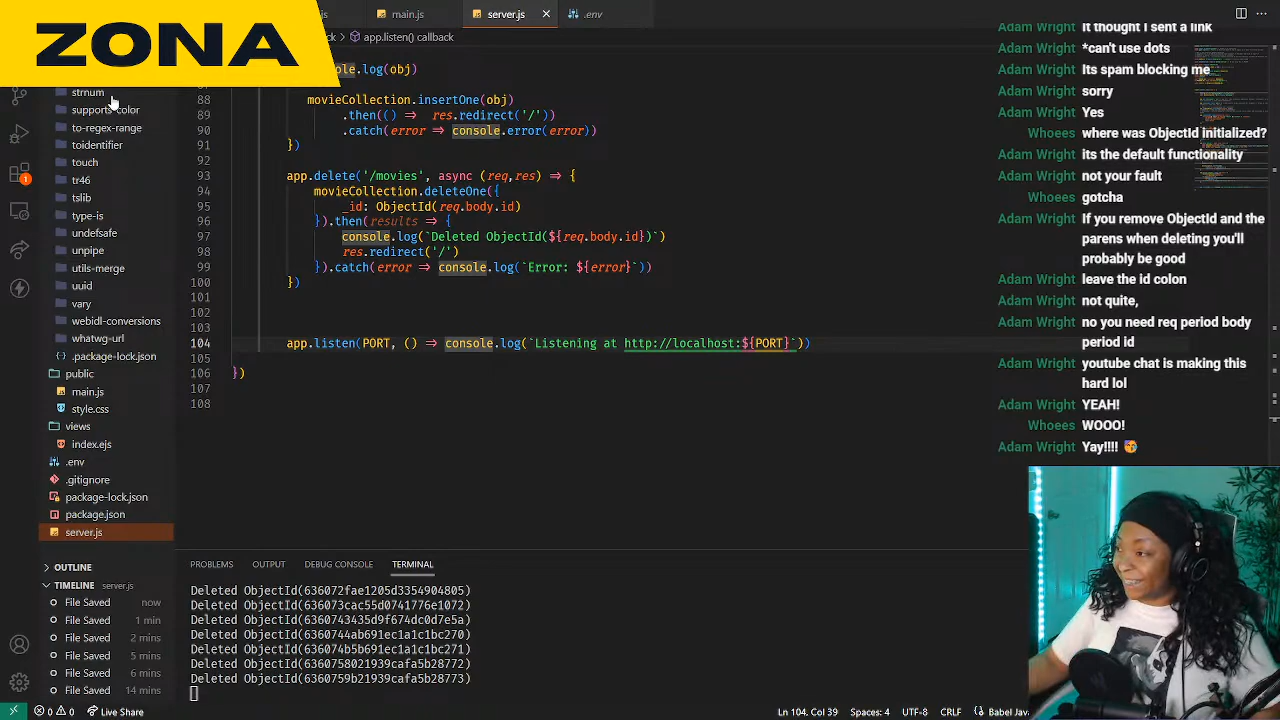 ZONA
.js
main.js
server.js
.env
app.listen() callback
strnum
supports-color
to-regex-range
toidentifier
touch
tr46
tslib
type-is
undefsafe
unpipe
utils-merge
uuid
vary
webidl-conversions
whatwg-url
.package-lock.json
public
main.js
style.css
views
index.ejs
.env
.gitignore
package-lock.json
package.json
server.js
OUTLINE
TIMELINE server.js
File Saved now
File Saved 1 min
File Saved 2 mins
File Saved 5 mins
File Saved 6 mins
File Saved 14 mins
.log(obj)
88 movieCollection.insertOne(obj)
89 .then(() => res.redirect('/'))
90 .catch(error => console.error(error))
91 })
92
93 app.delete('/movies', async (req,res) => {
94 movieCollection.deleteOne({
95 id: ObjectId(req.body.id)
96 }).then(results => {
97 console.log(`Deleted ObjectId(${req.body.id})`)
98 res.redirect('/')
99 }).catch(error => console.log(`Error: ${error}`))
100 })
101
102
103
104 app.listen(PORT, () => console.log(`Listening at http://localhost:${PORT}`))
105
106 })
107
108
PROBLEMS OUTPUT DEBUG CONSOLE TERMINAL
Deleted ObjectId(636072fae1205d3354904805)
Deleted ObjectId(636073cac55d0741776e1072)
Deleted ObjectId(63607434​35d9f674dc0d7e5a)
Deleted ObjectId(636074​4ab691ec1a1c1bc270)
Deleted ObjectId(636074b5b691ec1a1c1bc271)
Deleted ObjectId(6360758021939cafa5b28772)
Deleted ObjectId(6360759b21939cafa5b28773)
Adam Wright It thought I sent a link
Adam Wright *can't use dots
Adam Wright Its spam blocking me
Adam Wright sorry
Adam Wright Yes
Whoees where was ObjectId initialized?
Adam Wright its the default functionality
Adam Wright not your fault
Whoees gotcha
Adam Wright If you remove ObjectId and the
parens when deleting you'll
probably be good
Adam Wright leave the id colon
Adam Wright not quite,
Adam Wright no you need req period body
period id
Adam Wright youtube chat is making this
hard lol
Adam Wright YEAH!
Whoees WOOO!
Adam Wright Yay!!!!
1
0 0 Live Share
Ln 104, Col 39 Spaces: 4 UTF-8 CRLF Babel Java